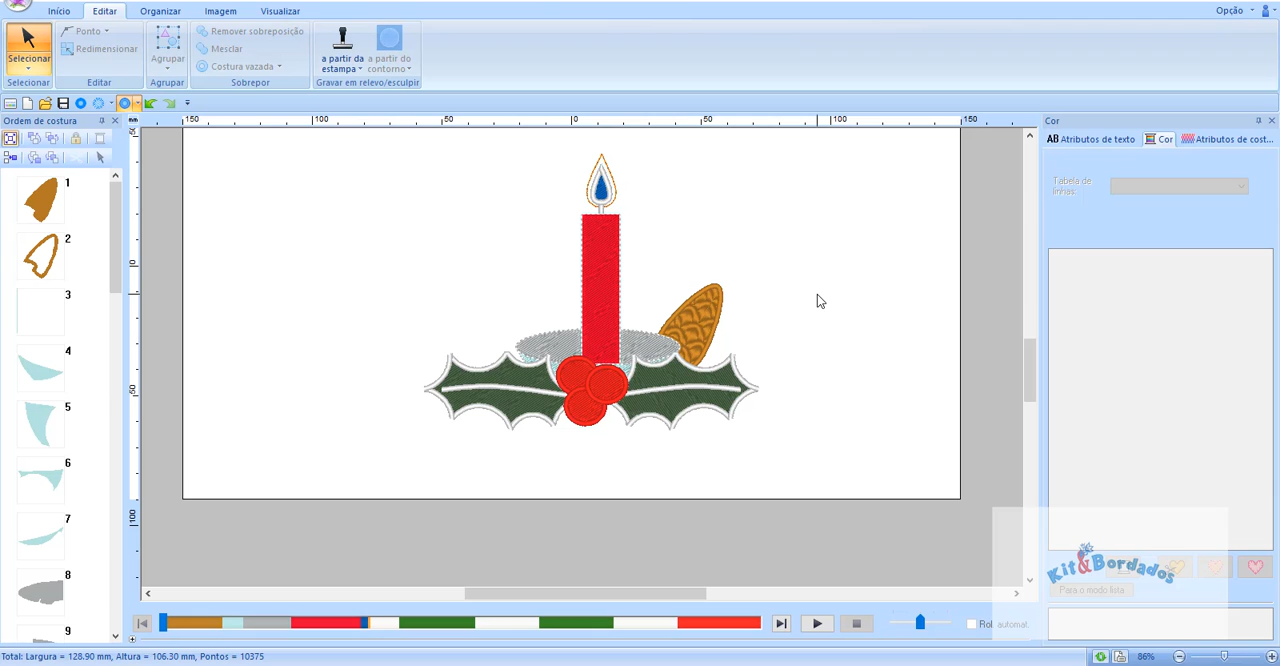 Início Editar Organizar Imagem Visualizar Opção
Selecionar
Ponto
Redimensionar
Agrupar
Remover sobreposição
Mesclar
Costura vazada
a partir da estampa
a partir do contorno
Selecionar Editar Agrupar Sobrepor Gravar em relevo/esculpir
Ordem de costura
mm 150 100 50 0 50 100 150
0
50
100
1
2
3
4
5
6
7
8
9
Cor
AB Atributos de texto Cor Atributos de cost...
Tabela de
linhas:
Kit&Bordados
Para o modo lista
Rol. automat.
Total: Largura = 128.90 mm, Altura = 106.30 mm, Pontos = 10375
86%